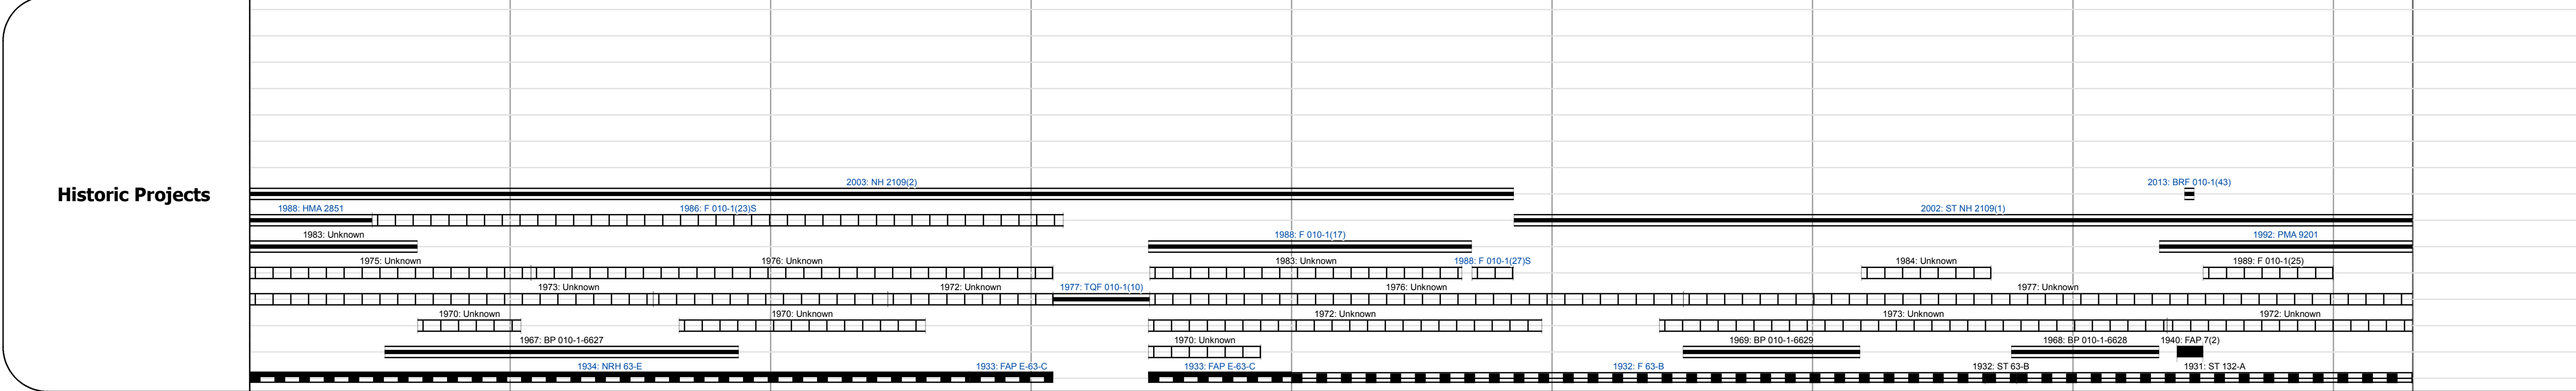 2003: NH 2109(2) 2013: BRF 010-1(43)
Historic Projects
1988: HMA 2851 1986: F 010-1(23)S 2002: ST NH 2109(1)
1983: Unknown 1988: F 010-1(17) 1992: PMA 9201
1975: Unknown 1976: Unknown 1983: Unknown 1988: F 010-1(27)S 1984: Unknown 1989: F 010-1(25)
1973: Unknown 1972: Unknown 1977: TQF 010-1(10) 1976: Unknown 1977: Unknown
1970: Unknown 1970: Unknown 1972: Unknown 1973: Unknown 1972: Unknown
1967: BP 010-1-6627 1970: Unknown 1969: BP 010-1-6629 1968: BP 010-1-6628 1940: FAP 7(2)
1934: NRH 63-E 1933: FAP E-63-C 1933: FAP E-63-C 1932: F 63-B 1932: ST 63-B 1931: ST 132-A